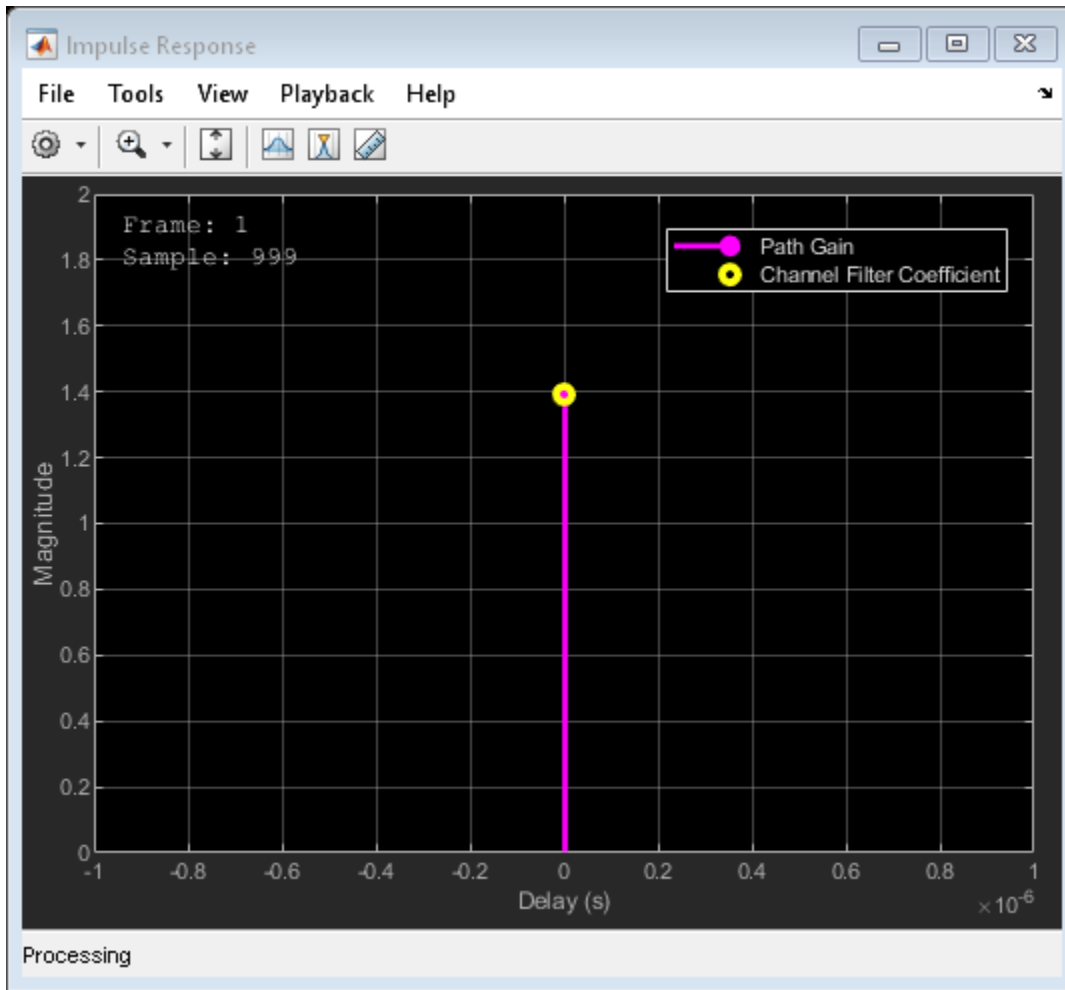 Impulse Response
File Tools View Playback Help
2
Frame: 1
Path Gain
Sample: 999
1.8
Channel Filter Coefficient
1.6
1.4
1.2
1
0.8
0.6
0.4
0.2
0
Magnitude
-1 -0.8 -0.6 -0.4 -0.2 0 0.2 0.4 0.6 0.8 1
Delay (s)
×10-6
Processing